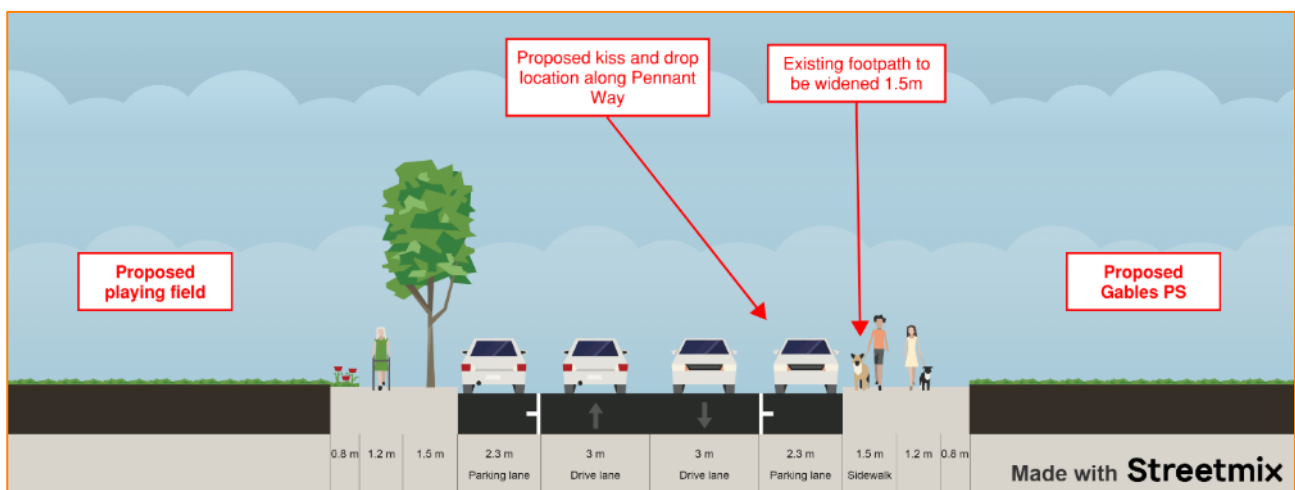 Proposed kiss and drop
location along Pennant
Way
Existing footpath to
be widened 1.5m
Proposed
playing field
Proposed
Gables PS
0.8 m
1.2 m
1.5 m
2.3 m
Parking lane
3 m
Drive lane
3 m
Drive lane
2.3 m
Parking lane
1.5 m
Sidewalk
1.2 m
0.8 m
Made with Streetmix